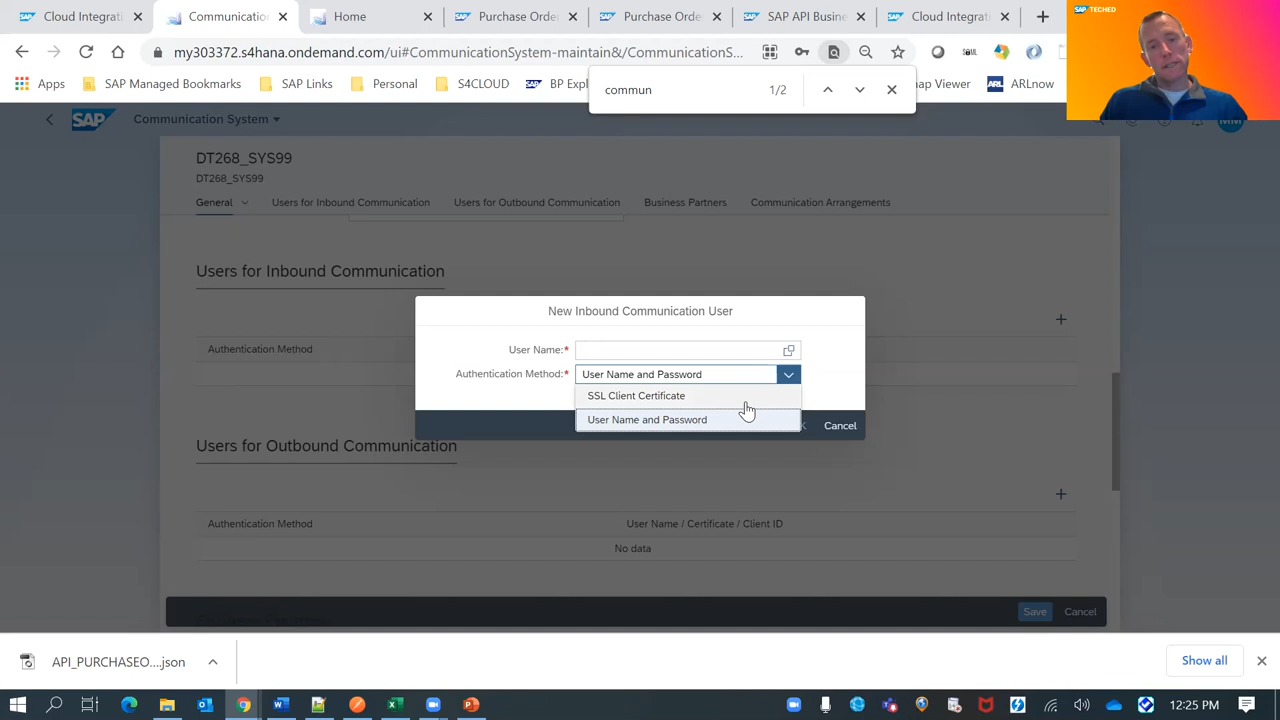 Cloud Integrat
Communication
Home
Purchase Orde
Purchase Order
SAP API Busine
Cloud Integrati
SAP TECHED
my303372.s4hana.ondemand.com/ui#CommunicationSystem-maintain&/CommunicationS...
Apps
SAP Managed Bookmarks
SAP Links
Personal
S4CLOUD
BP Expl
commun
1/2
ap Viewer
ARLnow
SAP
Communication System
DT268_SYS99
DT268_SYS99
General
Users for Inbound Communication
Users for Outbound Communication
Business Partners
Communication Arrangements
Users for Inbound Communication
Authentication Method
New Inbound Communication User
User Name:*
Authentication Method:*
User Name and Password
SSL Client Certificate
User Name and Password
Cancel
Users for Outbound Communication
Authentication Method
User Name / Certificate / Client ID
No data
Save
Cancel
API_PURCHASEO....json
Show all
12:25 PM